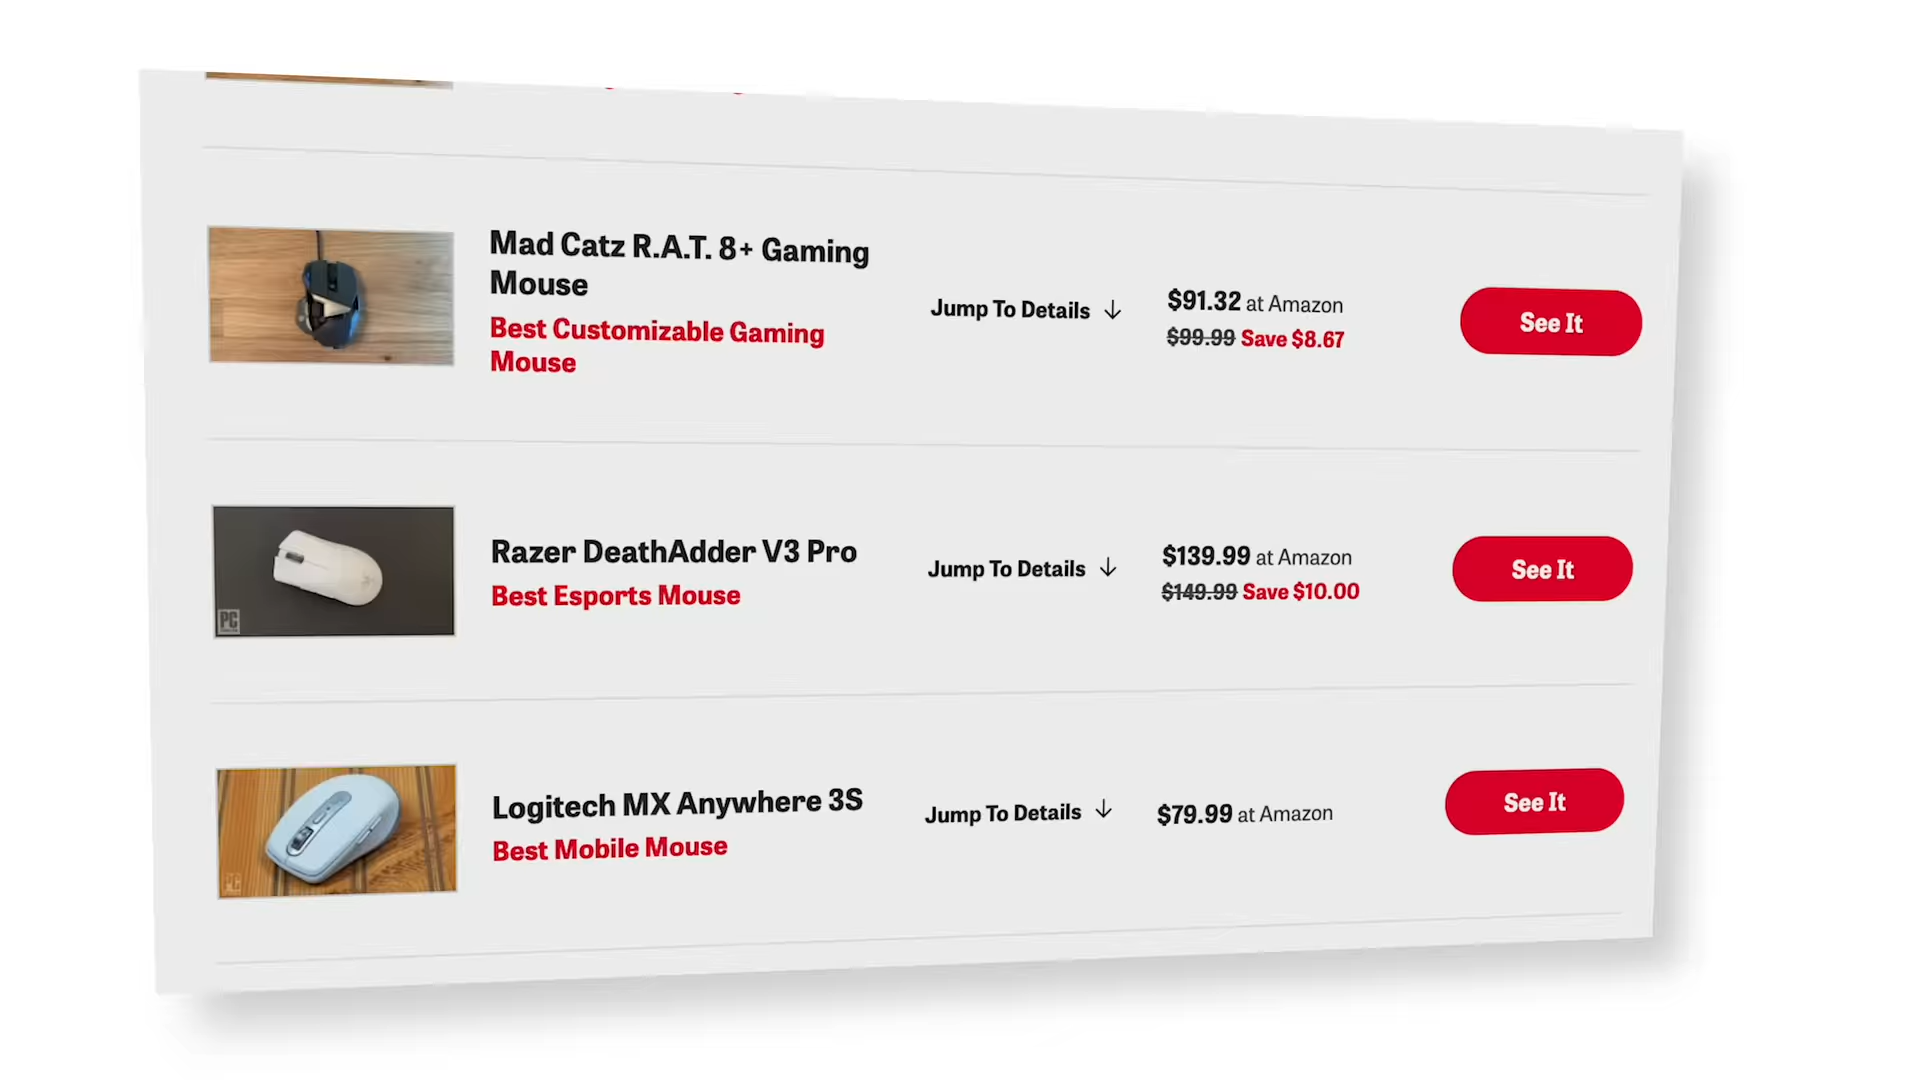 Mad Catz R.A.T. 8+ Gaming
Mouse
Best Customizable Gaming
Mouse
Jump To Details ↓
$91.32 at Amazon
$99.99 Save $8.67
See It
Razer DeathAdder V3 Pro
Best Esports Mouse
Jump To Details ↓
$139.99 at Amazon
$149.99 Save $10.00
See It
PC
Logitech MX Anywhere 3S
Best Mobile Mouse
Jump To Details ↓
$79.99 at Amazon
See It